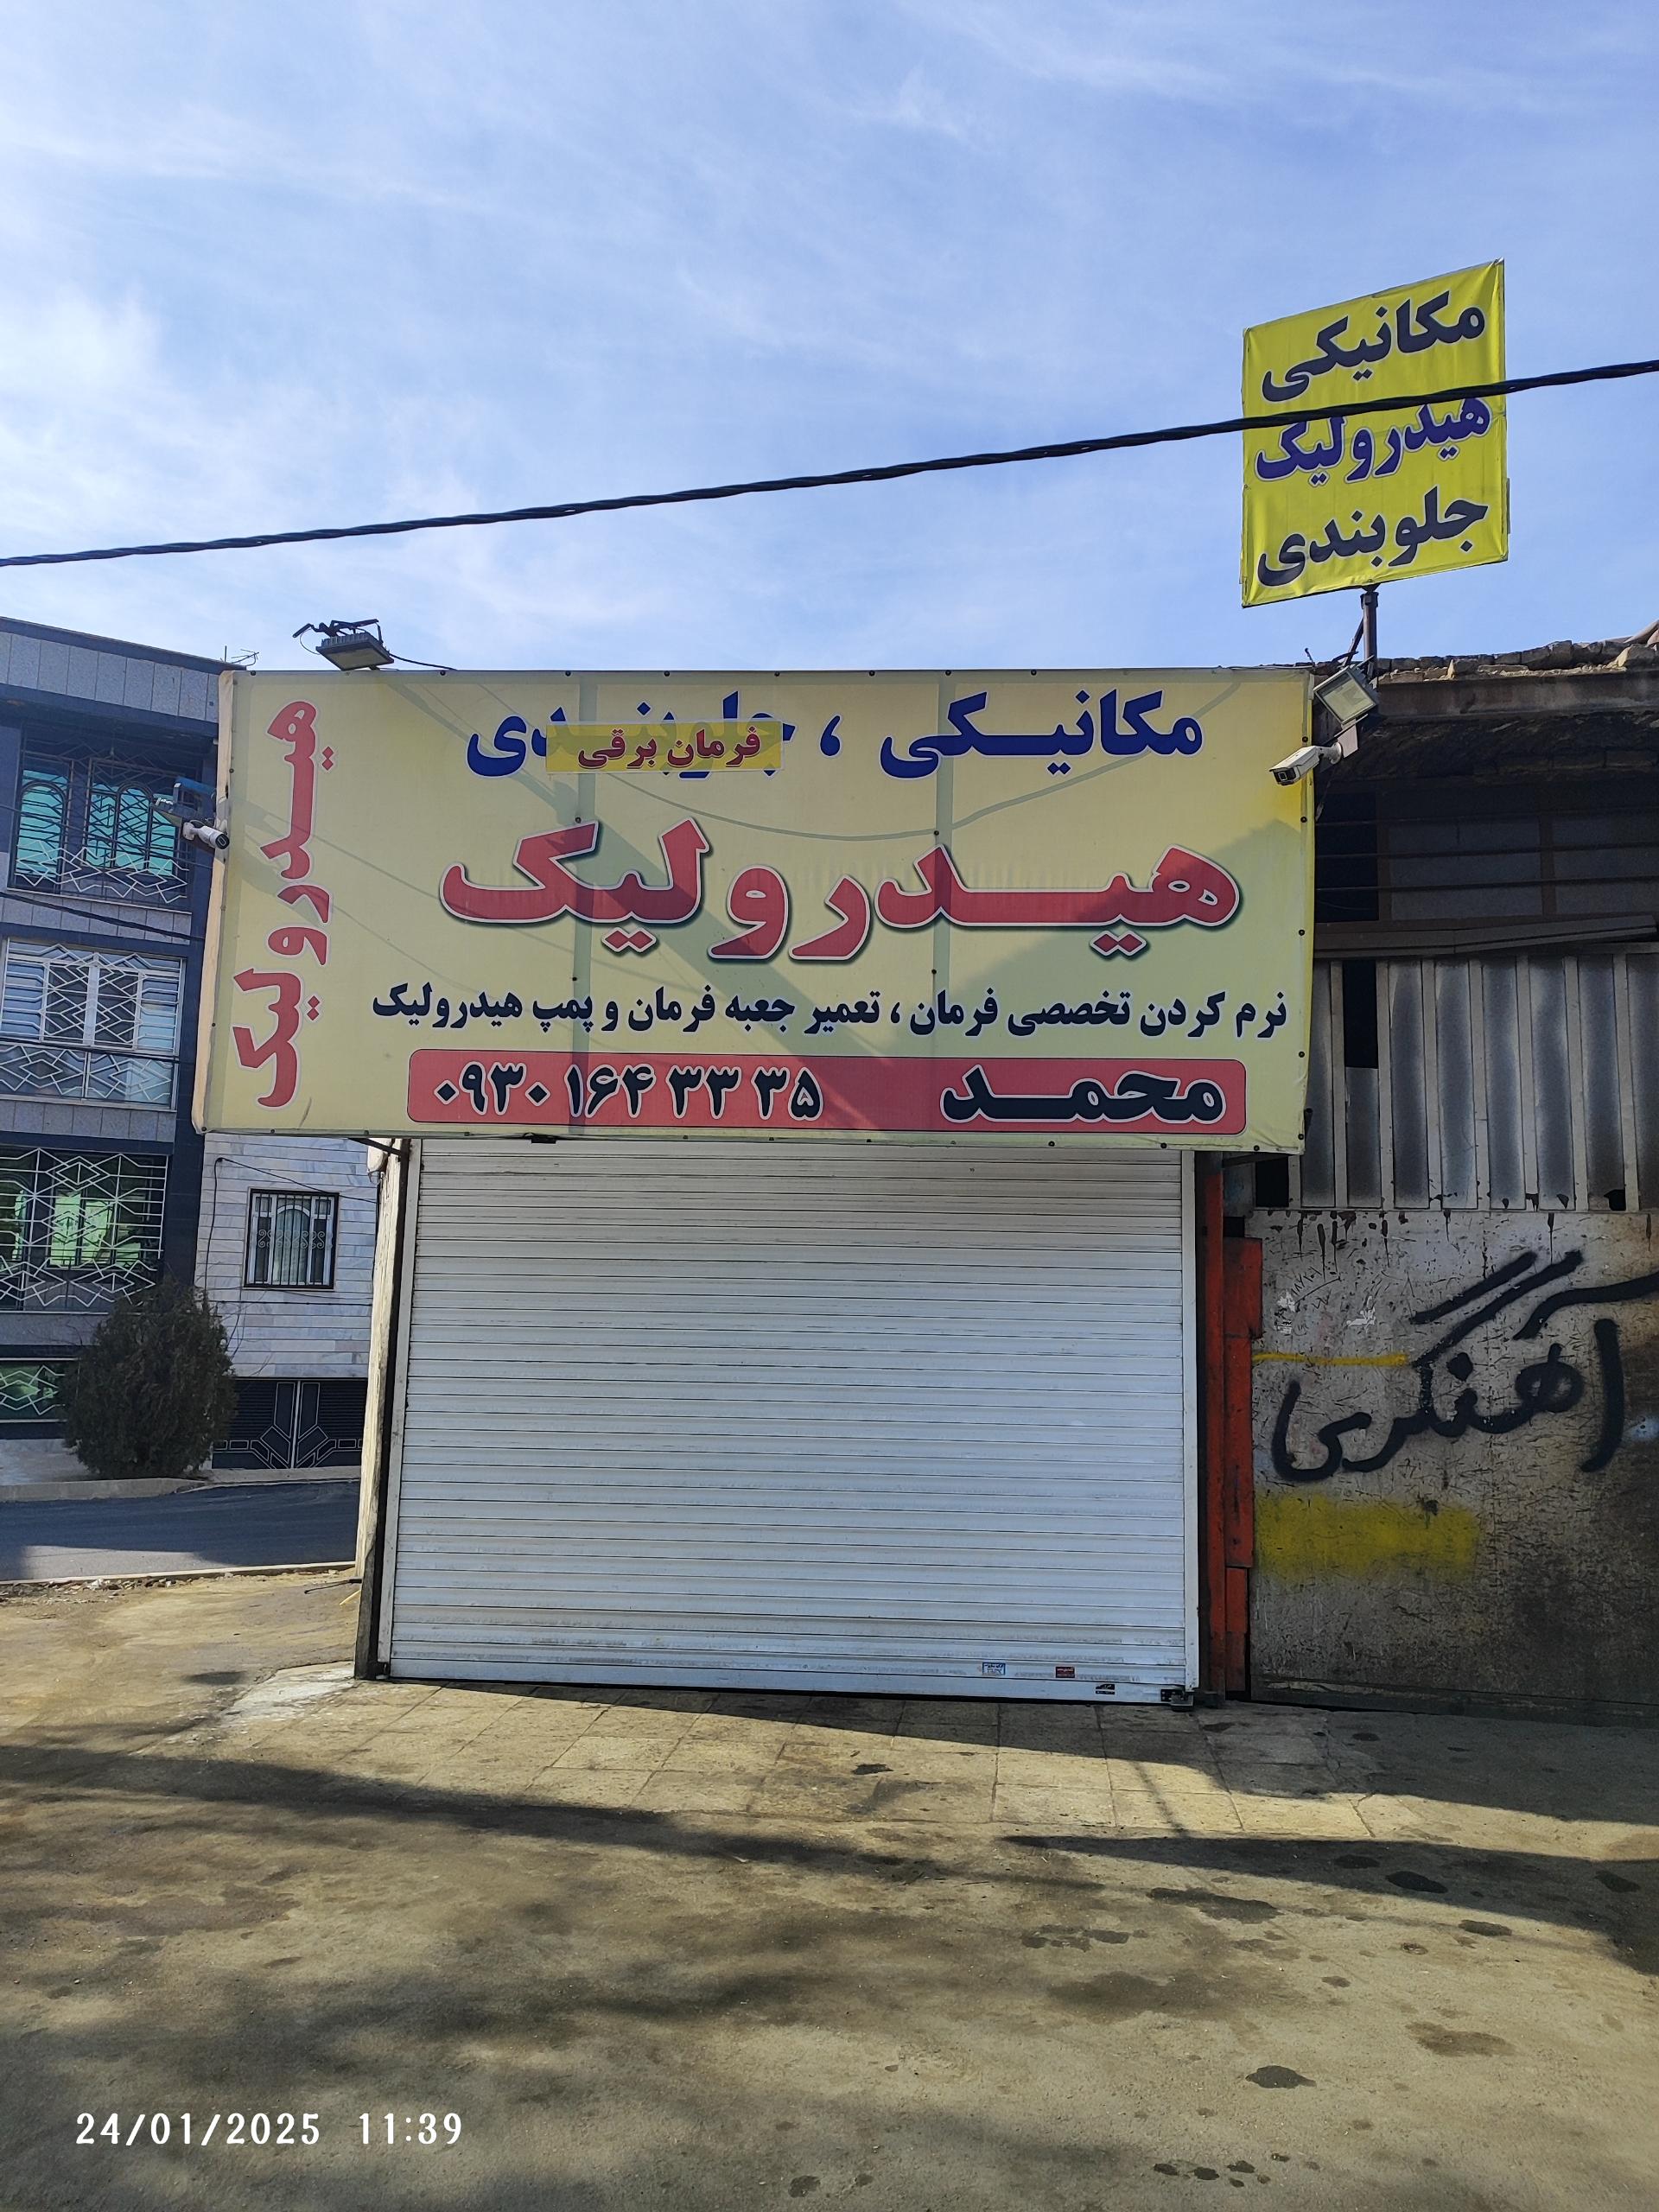 مکانیکی
هیدرولیک
جلوبندی
مکانیکی ، جلوبندی
فرمان برقی
هیدرولیک
هیدرولیک
نرم کردن تخصصی فرمان ، تعمیر جعبه فرمان و پمپ هیدرولیک
محمد ۰۹۳۰ ۱۶۴ ۳۳ ۳۵
آهنگری
24/01/2025 11:39